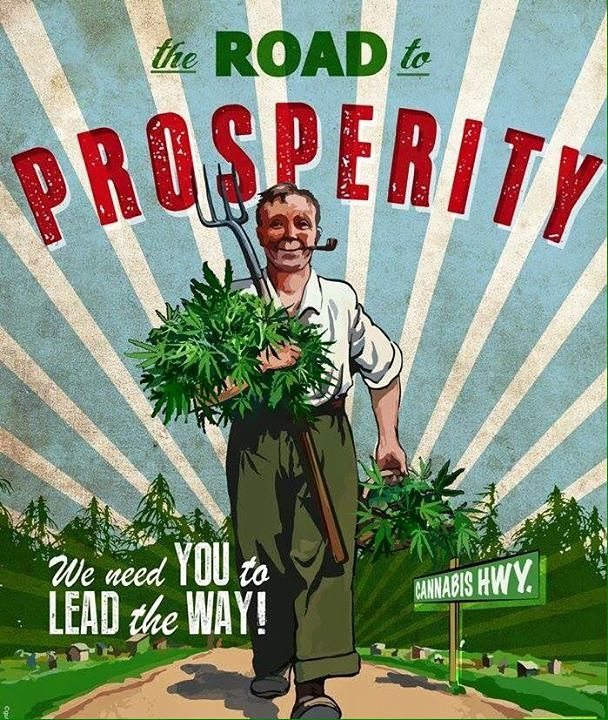 the ROAD to
PROSPERITY
We need YOU to
LEAD the WAY!
CANNABIS HWY.